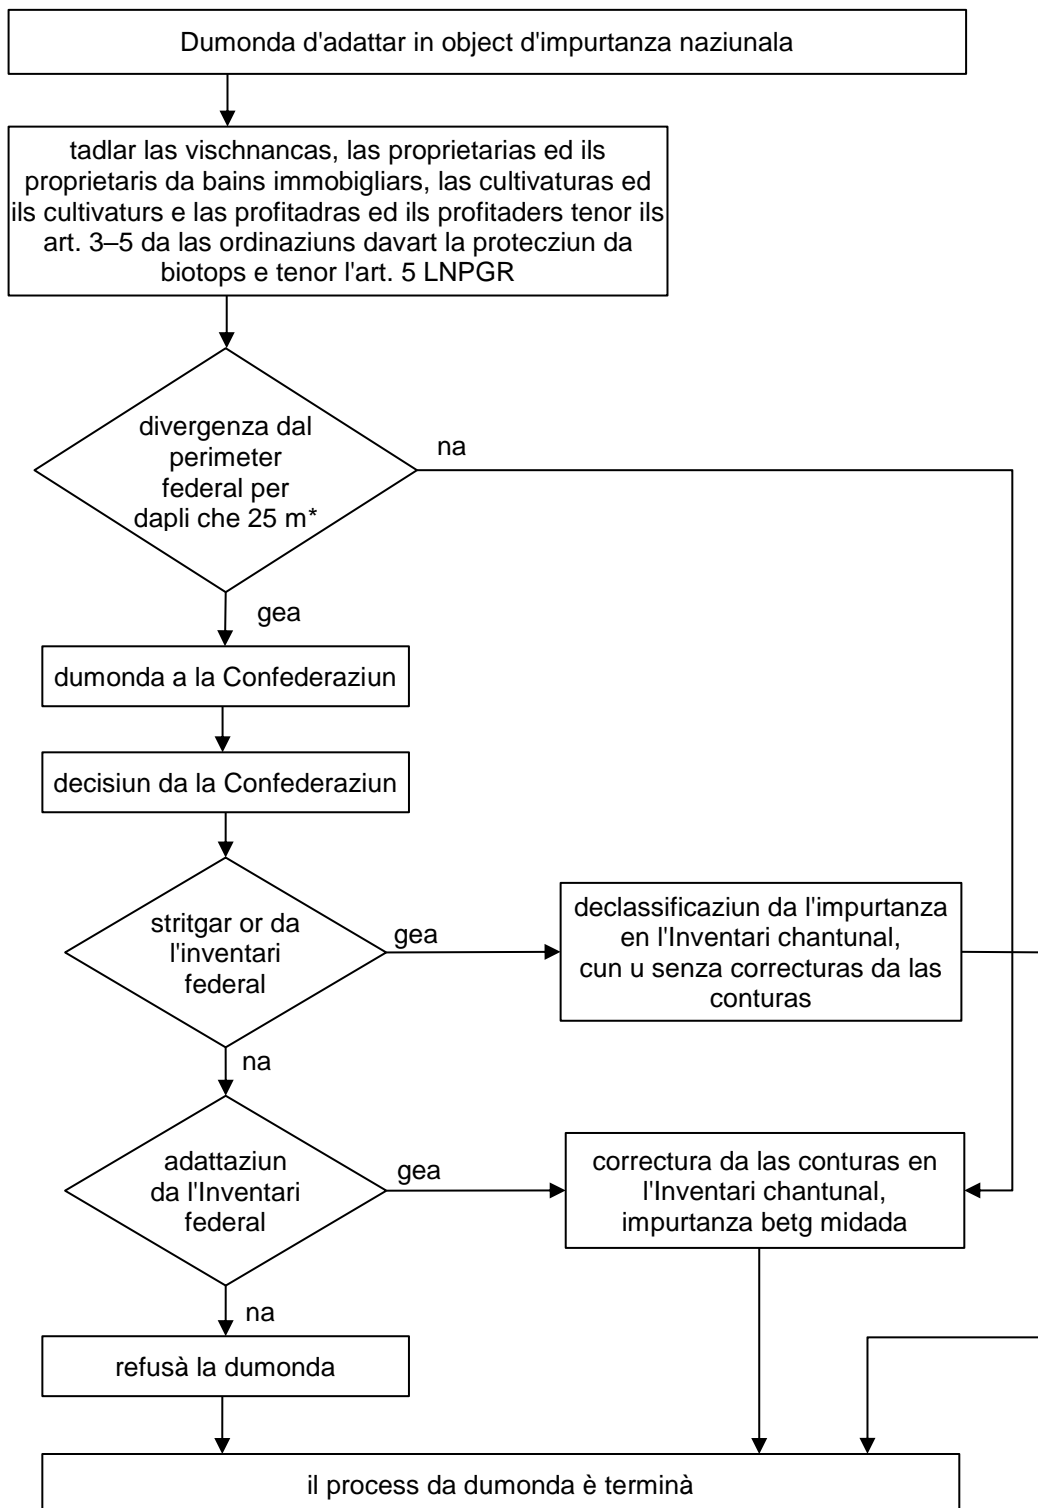 Dumonda d'adattar in object d'impurtanza naziunala
tadlar las vischnancas, las proprietarias ed ils
proprietaris da bains immobigliars, las cultivaturas ed
ils cultivaturs e las profitadras ed ils profitaders tenor ils
art. 3–5 da las ordinaziuns davart la protecziun da
biotops e tenor l'art. 5 LNPGR
divergenza dal
perimeter
federal per
dapli che 25 m*
na
gea
dumonda a la Confederaziun
decisiun da la Confederaziun
stritgar or da
l'inventari
federal
gea
declassificaziun da l'impurtanza
en l'Inventari chantunal,
cun u senza correcturas da las
conturas
na
adattaziun
da l'Inventari
federal
gea
correctura da las conturas en
l'Inventari chantunal,
impurtanza betg midada
na
refusà la dumonda
il process da dumonda è terminà